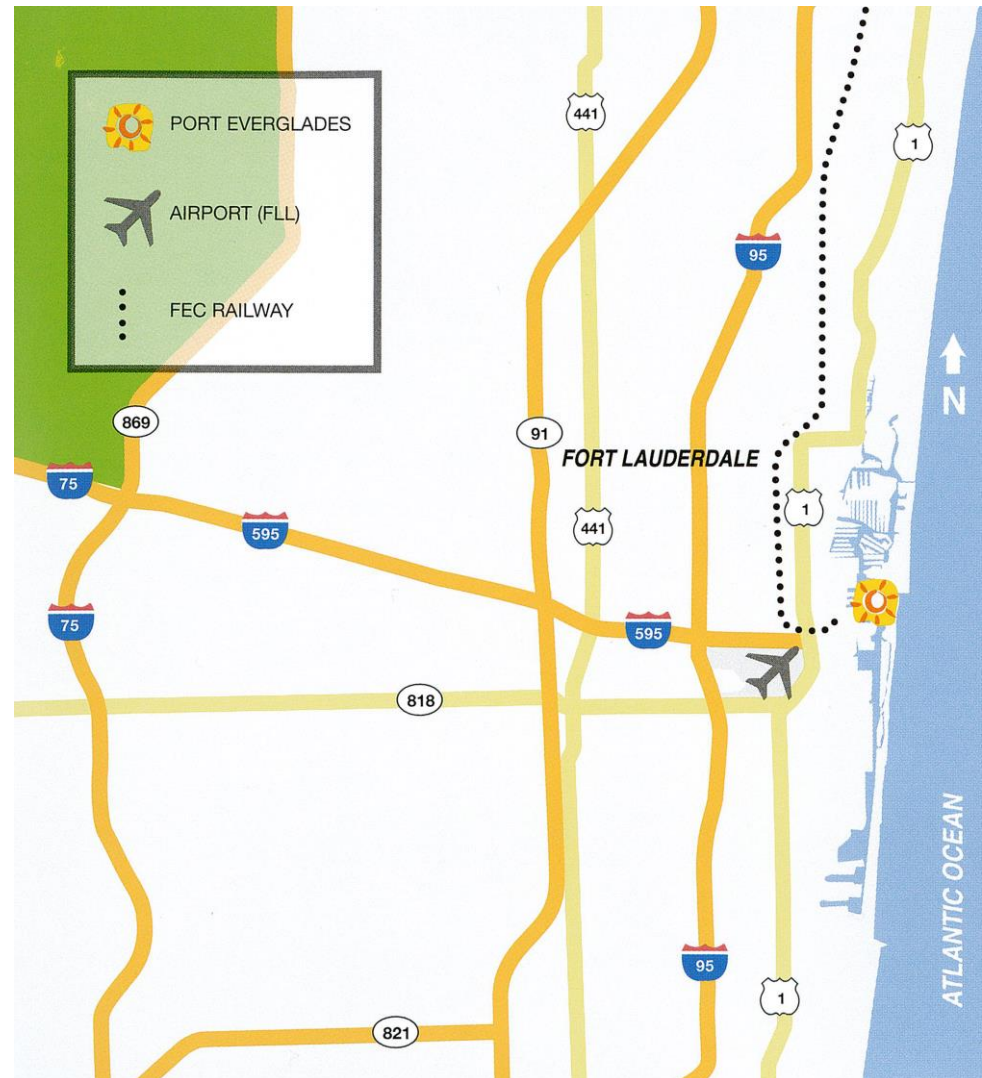 441
1
PORT EVERGLADES
AIRPORT (FLL)
95
FEC RAILWAY
N
869
91
FORT LAUDERDALE
75
1
595
441
75
595
818
ATLANTIC OCEAN
95
1
821